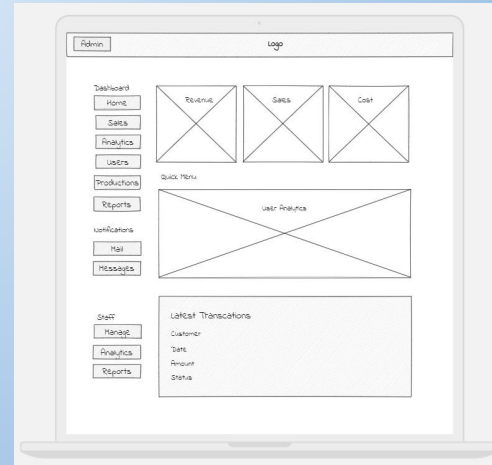 Admin
Logo
Dashboard
Home
Sales
Analytics
Users
Productions
Reports
Notifications
Mail
Messages
Staff
Manage
Analytics
Reports
Revenue
Sales
Cost
Quick Menu
User Analytics
Latest Transcations
Customer
Date
Amount
Status